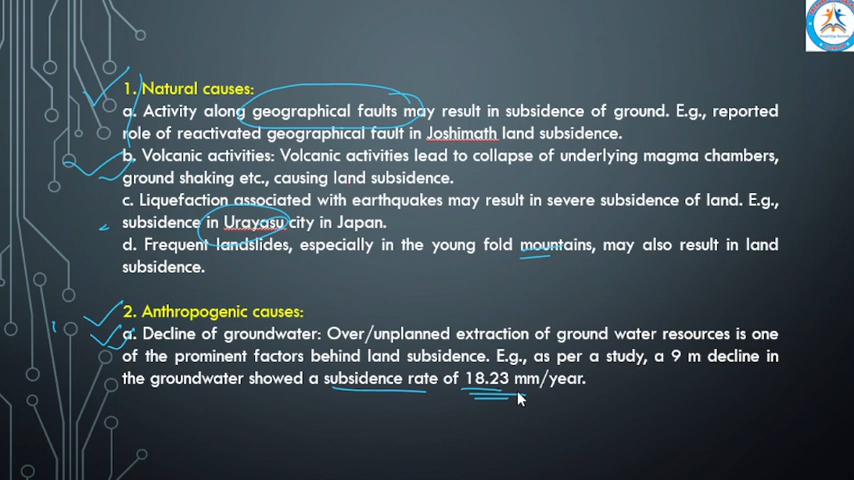 1. Natural causes:
a. Activity along geographical faults may result in subsidence of ground. E.g., reported
role of reactivated geographical fault in Joshimath land subsidence.
b. Volcanic activities: Volcanic activities lead to collapse of underlying magma chambers,
ground shaking etc., causing land subsidence.
c. Liquefaction associated with earthquakes may result in severe subsidence of land. E.g.,
subsidence in Urayasu city in Japan.
d. Frequent landslides, especially in the young fold mountains, may also result in land
subsidence.
2. Anthropogenic causes:
a. Decline of groundwater: Over/unplanned extraction of ground water resources is one
of the prominent factors behind land subsidence. E.g., as per a study, a 9 m decline in
the groundwater showed a subsidence rate of 18.23 mm/year.